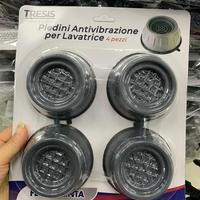 TRESIS
Piedini Antivibrazione
per Lavatrice 4 pezzi